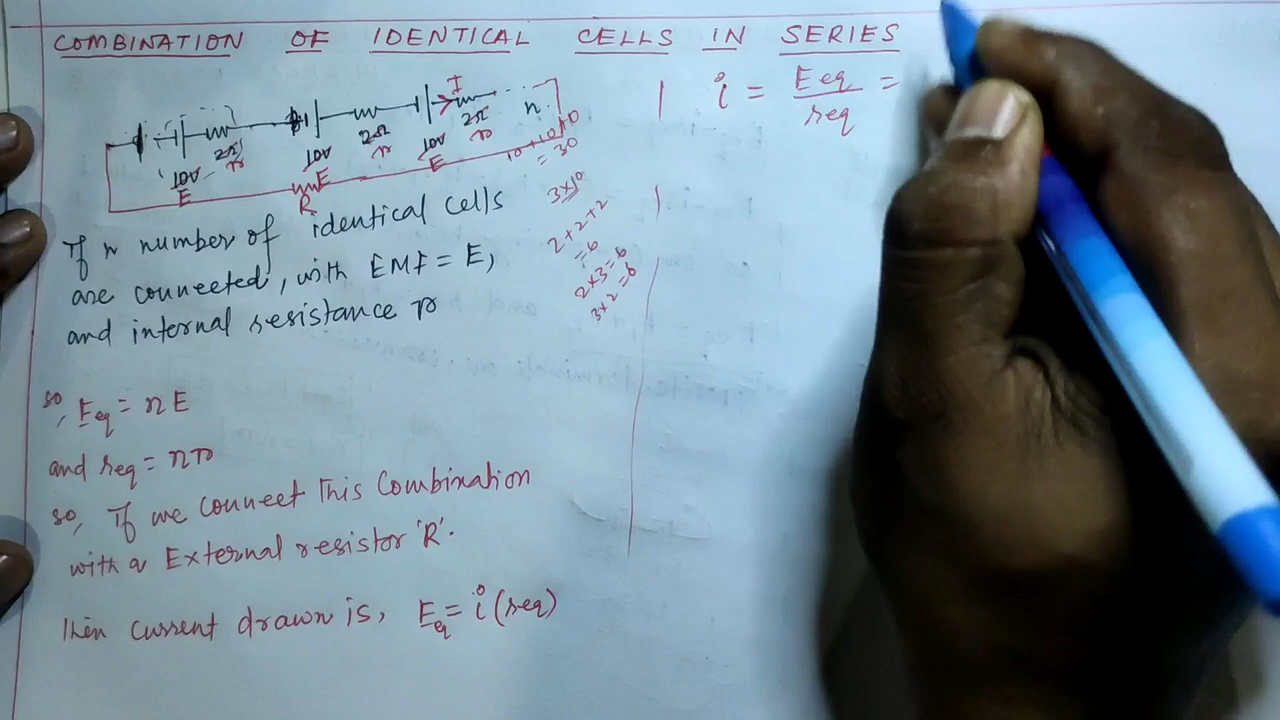 COMBINATION OF IDENTICAL CELLS IN SERIES
I
n
2Ω 2Ω 2Ω
r r r
10V 10V 10V
E E E
R
10+10+10
= 30
3×10
2+2+2
= 6
2×3=6
3×2=6
If n number of identical cells
are connected, with EMF = E,
and internal resistance r
so, Eeq = nE
and req = nr
so, If we connect This Combination
with a External resistor 'R'.
Then current drawn is, Eeq = i(req)
i = Eeq/req =